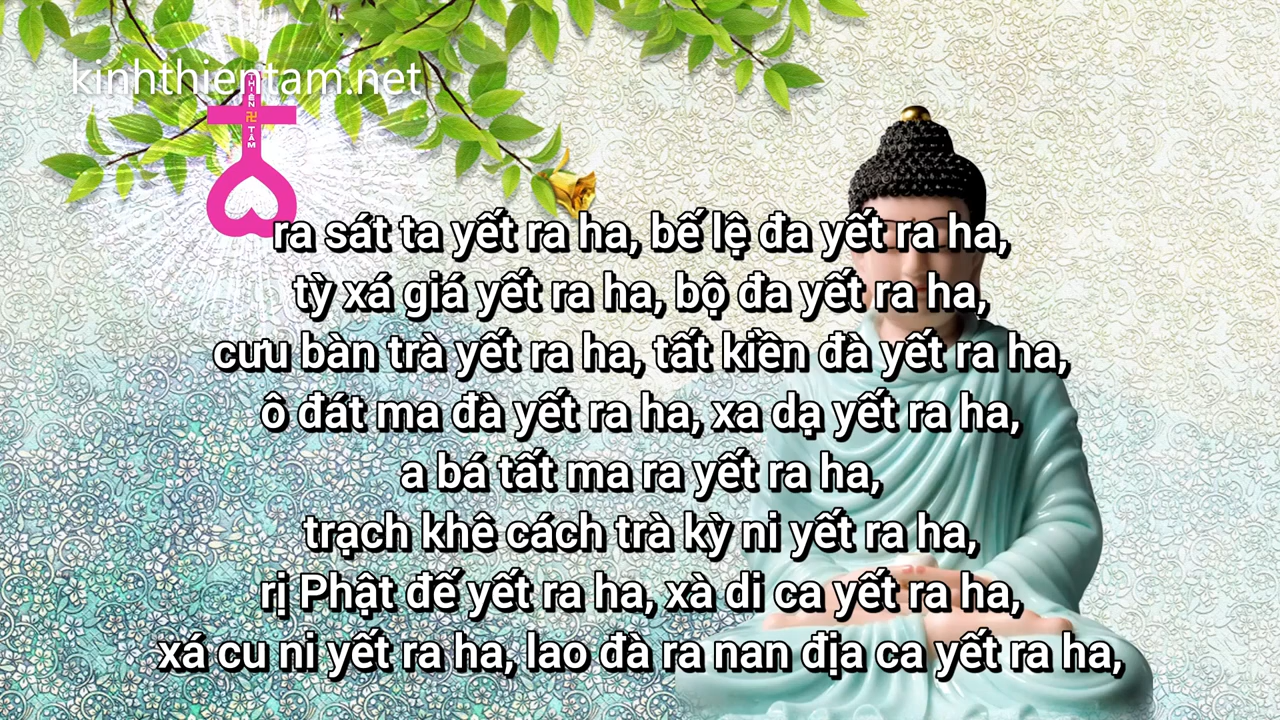 kinhthientam.net
THIỆN
卍
TÂM
ra sát ta yết ra ha, bế lệ đa yết ra ha,
tỳ xá giá yết ra ha, bộ đa yết ra ha,
cưu bàn trà yết ra ha, tất kiền đà yết ra ha,
ô đát ma đà yết ra ha, xa dạ yết ra ha,
a bá tất ma ra yết ra ha,
trạch khê cách trà kỳ ni yết ra ha,
rị Phật đế yết ra ha, xà di ca yết ra ha,
xá cu ni yết ra ha, lao đà ra nan địa ca yết ra ha,